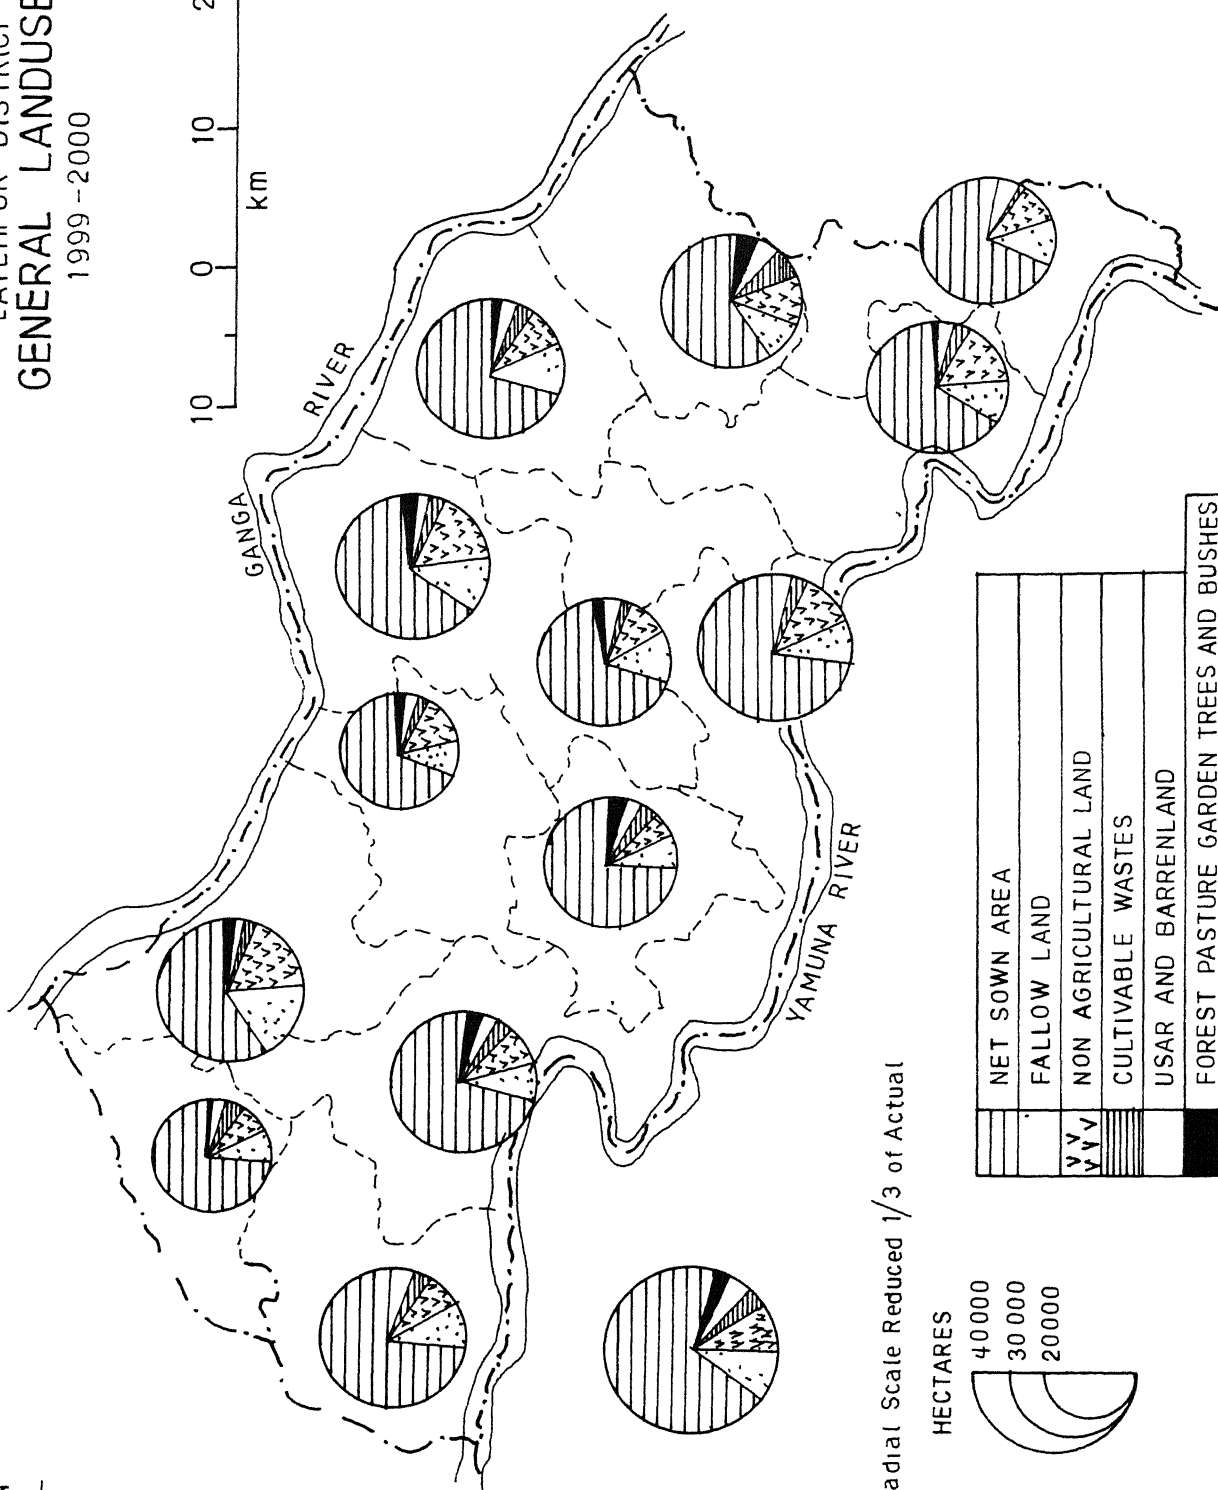 GENERAL LANDUSE
1999-2000
10 0 10 2
km
GANGA RIVER
YAMUNA RIVER
adial Scale Reduced 1/3 of Actual
HECTARES
40000
30000
20000
NET SOWN AREA
FALLOW LAND
NON AGRICULTURAL LAND
CULTIVABLE WASTES
USAR AND BARRENLAND
FOREST PASTURE GARDEN TREES AND BUSHES